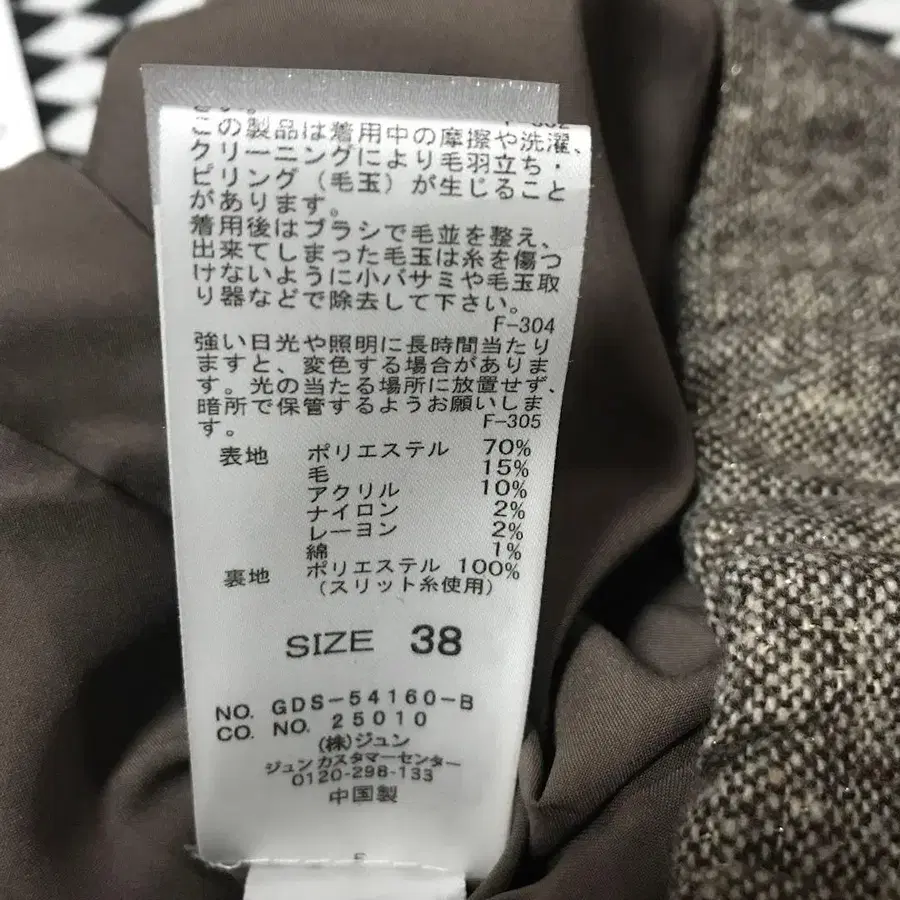 この製品は着用中の摩擦や洗濯、
クリーニングにより毛羽立ち・
ピリング（毛玉）が生じること
があります。
着用後はブラシで毛並を整え、
出来てしまった毛玉は糸を傷つ
けないように小バサミや毛玉取
り器などで除去して下さい。
F-304
強い日光や照明に長時間当たり
ますと、変色する場合がありま
す。光の当たる場所に放置せず、
暗所で保管するようお願いしま
す。
F-305
表地 ポリエステル 70%
毛 15%
アクリル 10%
ナイロン 2%
レーヨン 2%
綿 1%
裏地 ポリエステル 100%
（スリット糸使用）
SIZE 38
NO. GDS-54160-B
CO. NO. 25010
(株)ジュン
ジュン カスタマーセンター
0120-298-133
中国製